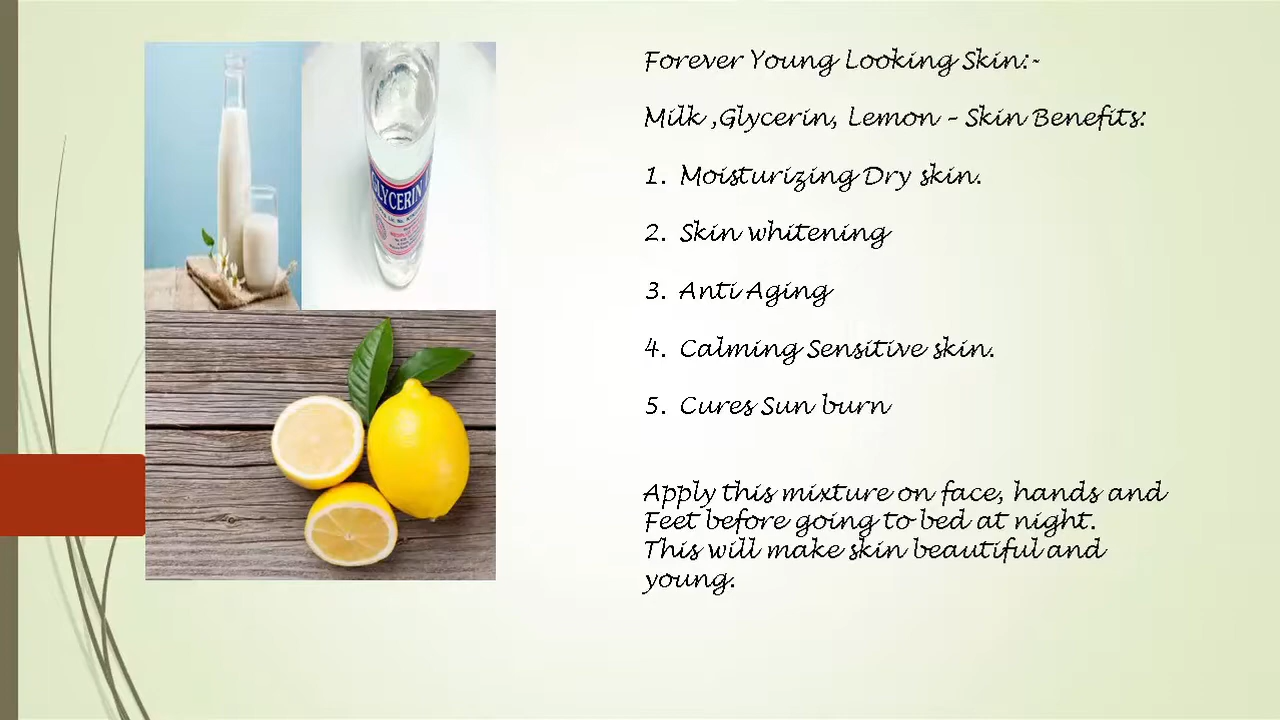 Forever Young Looking Skin:-
Milk ,Glycerin, Lemon – Skin Benefits:
1. Moisturizing Dry skin.
2. Skin whitening
3. Anti Aging
4. Calming Sensitive skin.
5. Cures Sun burn
Apply this mixture on face, hands and
Feet before going to bed at night.
This will make skin beautiful and
young.
GLYCERIN